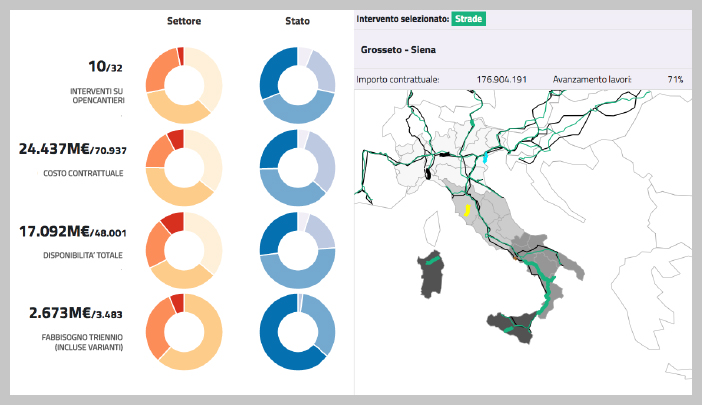 Settore
Stato
10/32
INTERVENTI SU
OPENCANTIERI
24.437M€/70.937
COSTO CONTRATTUALE
17.092M€/48.001
DISPONIBILITA' TOTALE
2.673M€/3.483
FABBISOGNO TRIENNIO
(INCLUSE VARIANTI)
Intervento selezionato: Strade
Grosseto - Siena
Importo contrattuale: 176.904.191 Avanzamento lavori: 71%